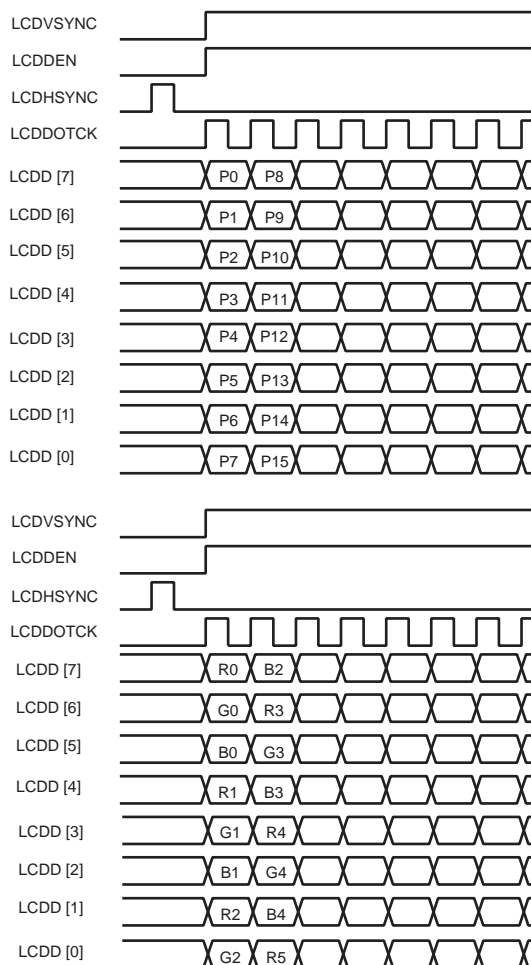 LCDVSYNC
LCDDEN
LCDHSYNC
LCDDOTCK
LCDD [7] P0 P8
LCDD [6] P1 P9
LCDD [5] P2 P10
LCDD [4] P3 P11
LCDD [3] P4 P12
LCDD [2] P5 P13
LCDD [1] P6 P14
LCDD [0] P7 P15
LCDVSYNC
LCDDEN
LCDHSYNC
LCDDOTCK
LCDD [7] R0 B2
LCDD [6] G0 R3
LCDD [5] B0 G3
LCDD [4] R1 B3
LCDD [3] G1 R4
LCDD [2] B1 G4
LCDD [1] R2 B4
LCDD [0] G2 R5